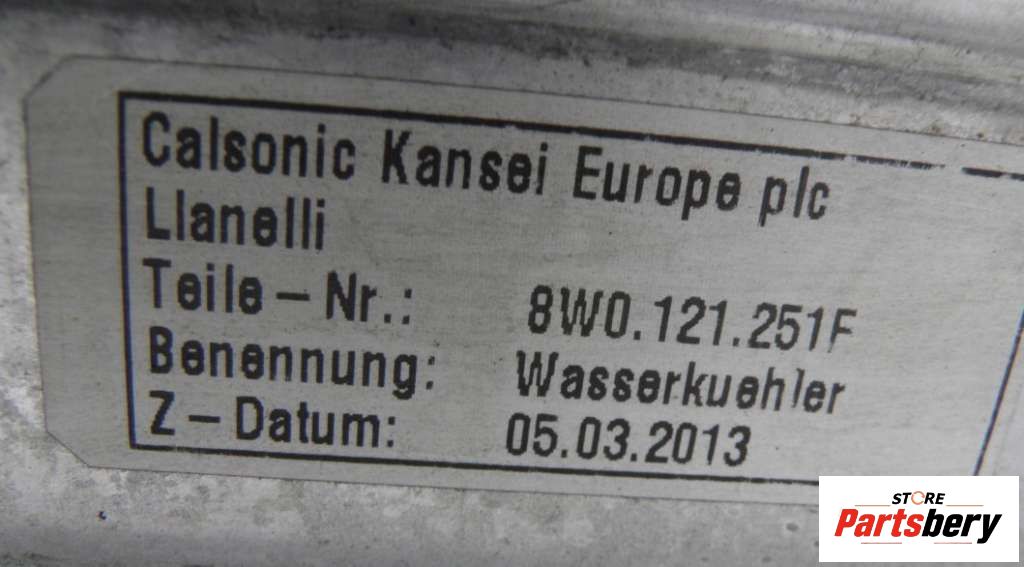 Calsonic Kansei Europe plc
Llanelli
Teile-Nr.: 8W0.121.251F
Benennung: Wasserkuehler
Z-Datum: 05.03.2013
STORE
Partsbery